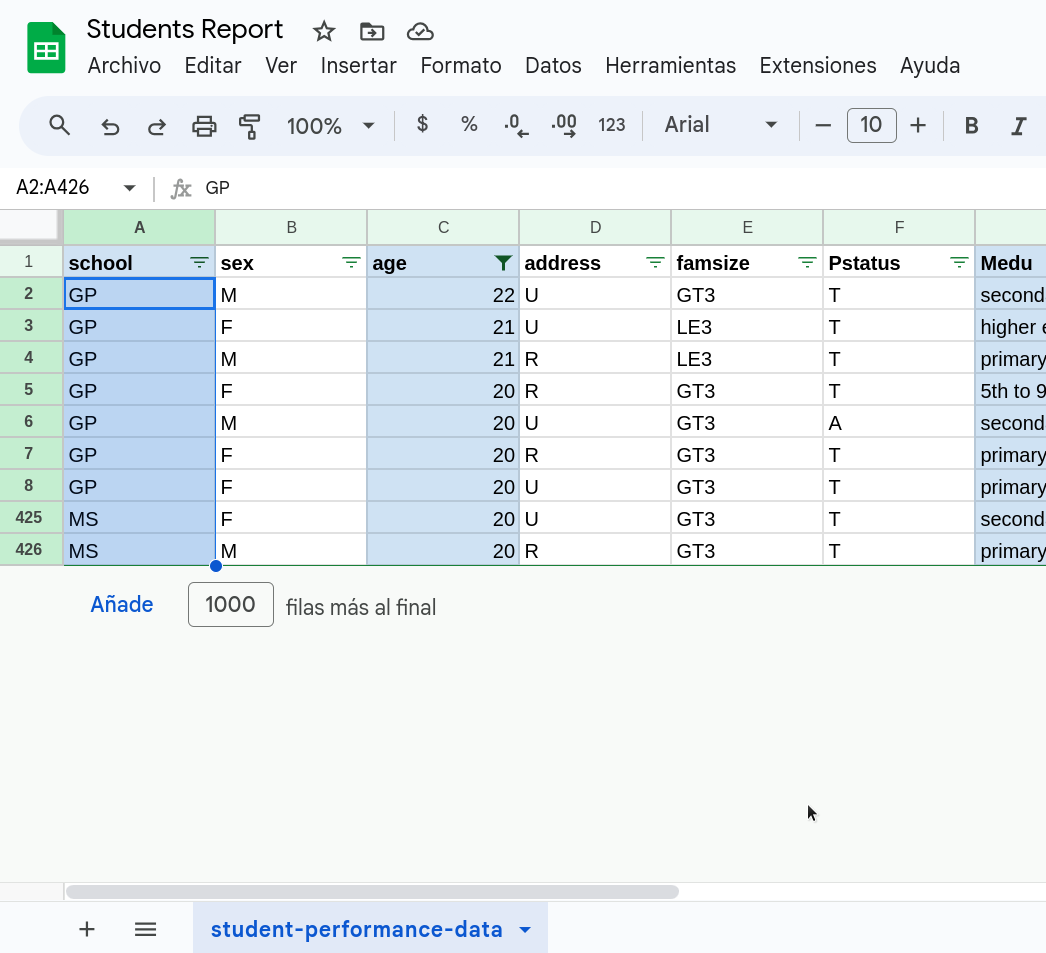 Students Report
Archivo Editar Ver Insertar Formato Datos Herramientas Extensiones Ayuda
100% $ % .0 .00 123 Arial 10 B I
A2:A426 fx GP
A B C D E F
1 school sex age address famsize Pstatus Medu
2 GP M 22 U GT3 T second
3 GP F 21 U LE3 T higher e
4 GP M 21 R LE3 T primary
5 GP F 20 R GT3 T 5th to 9
6 GP M 20 U GT3 A second
7 GP F 20 R GT3 T primary
8 GP F 20 U GT3 T primary
425 MS F 20 U GT3 T second
426 MS M 20 R GT3 T primary
Añade 1000 filas más al final
student-performance-data